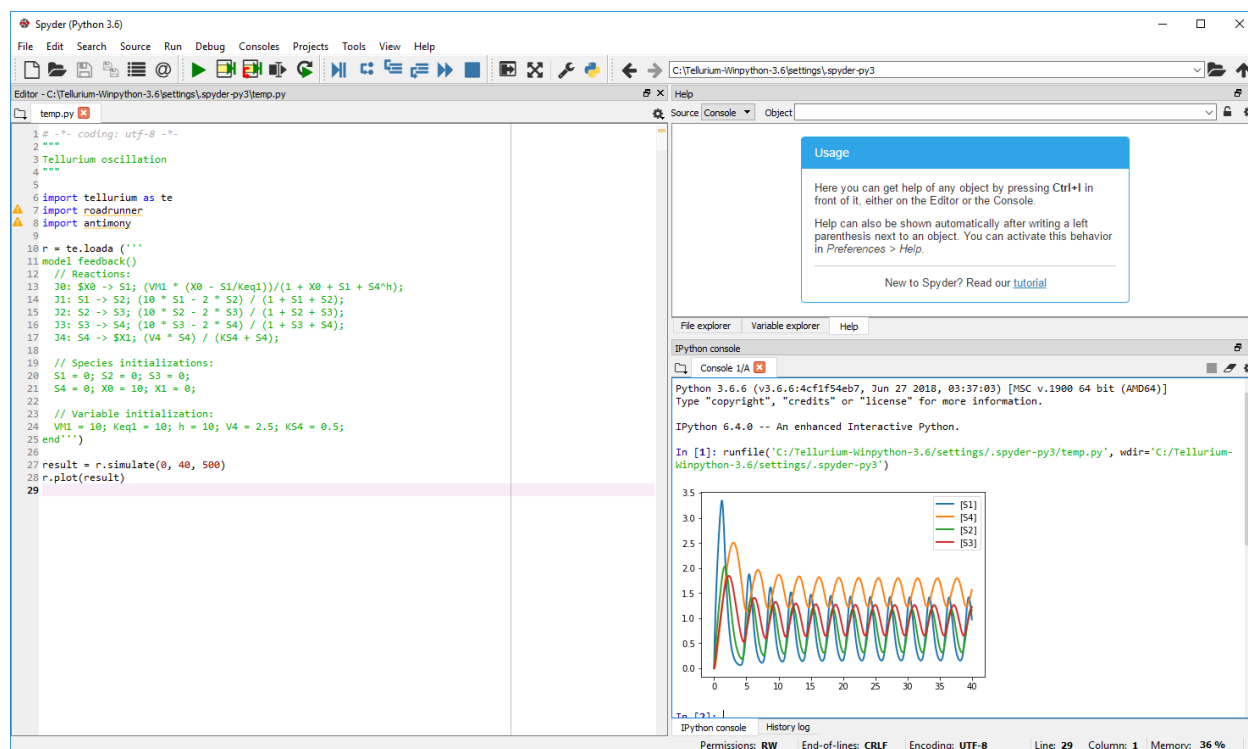 Spyder (Python 3.6)
File Edit Search Source Run Debug Consoles Projects Tools View Help
C:\Tellurium-Winpython-3.6\settings\.spyder-py3
Editor - C:\Tellurium-Winpython-3.6\settings\.spyder-py3\temp.py
temp.py
1 # -*- coding: utf-8 -*-
2 """
3 Tellurium oscillation
4 """
5
6 import tellurium as te
7 import roadrunner
8 import antimony
9
10 r = te.loada ('''
11 model feedback()
12   // Reactions:
13   J0: $X0 -> S1; (VM1 * (X0 - S1/Keq1))/(1 + X0 + S1 + S4^h);
14   J1: S1 -> S2; (10 * S1 - 2 * S2) / (1 + S1 + S2);
15   J2: S2 -> S3; (10 * S2 - 2 * S3) / (1 + S2 + S3);
16   J3: S3 -> S4; (10 * S3 - 2 * S4) / (1 + S3 + S4);
17   J4: S4 -> $X1; (V4 * S4) / (KS4 + S4);
18
19   // Species initializations:
20   S1 = 0; S2 = 0; S3 = 0;
21   S4 = 0; X0 = 10; X1 = 0;
22
23   // Variable initialization:
24   VM1 = 10; Keq1 = 10; h = 10; V4 = 2.5; KS4 = 0.5;
25 end''')
26
27 result = r.simulate(0, 40, 500)
28 r.plot(result)
29
Help
Source Console Object
Usage
Here you can get help of any object by pressing Ctrl+I in
front of it, either on the Editor or the Console.
Help can also be shown automatically after writing a left
parenthesis next to an object. You can activate this behavior
in Preferences > Help.
New to Spyder? Read our tutorial
File explorer Variable explorer Help
IPython console
Console 1/A
Python 3.6.6 (v3.6.6:4cf1f54eb7, Jun 27 2018, 03:37:03) [MSC v.1900 64 bit (AMD64)]
Type "copyright", "credits" or "license" for more information.
IPython 6.4.0 -- An enhanced Interactive Python.
In [1]: runfile('C:/Tellurium-Winpython-3.6/settings/.spyder-py3/temp.py', wdir='C:/Tellurium-
Winpython-3.6/settings/.spyder-py3')
3.5
3.0
2.5
2.0
1.5
1.0
0.5
0.0
[S1]
[S4]
[S2]
[S3]
0 5 10 15 20 25 30 35 40
In [2]:
IPython console History log
Permissions: RW End-of-lines: CRLF Encoding: UTF-8 Line: 29 Column: 1 Memory: 36 %